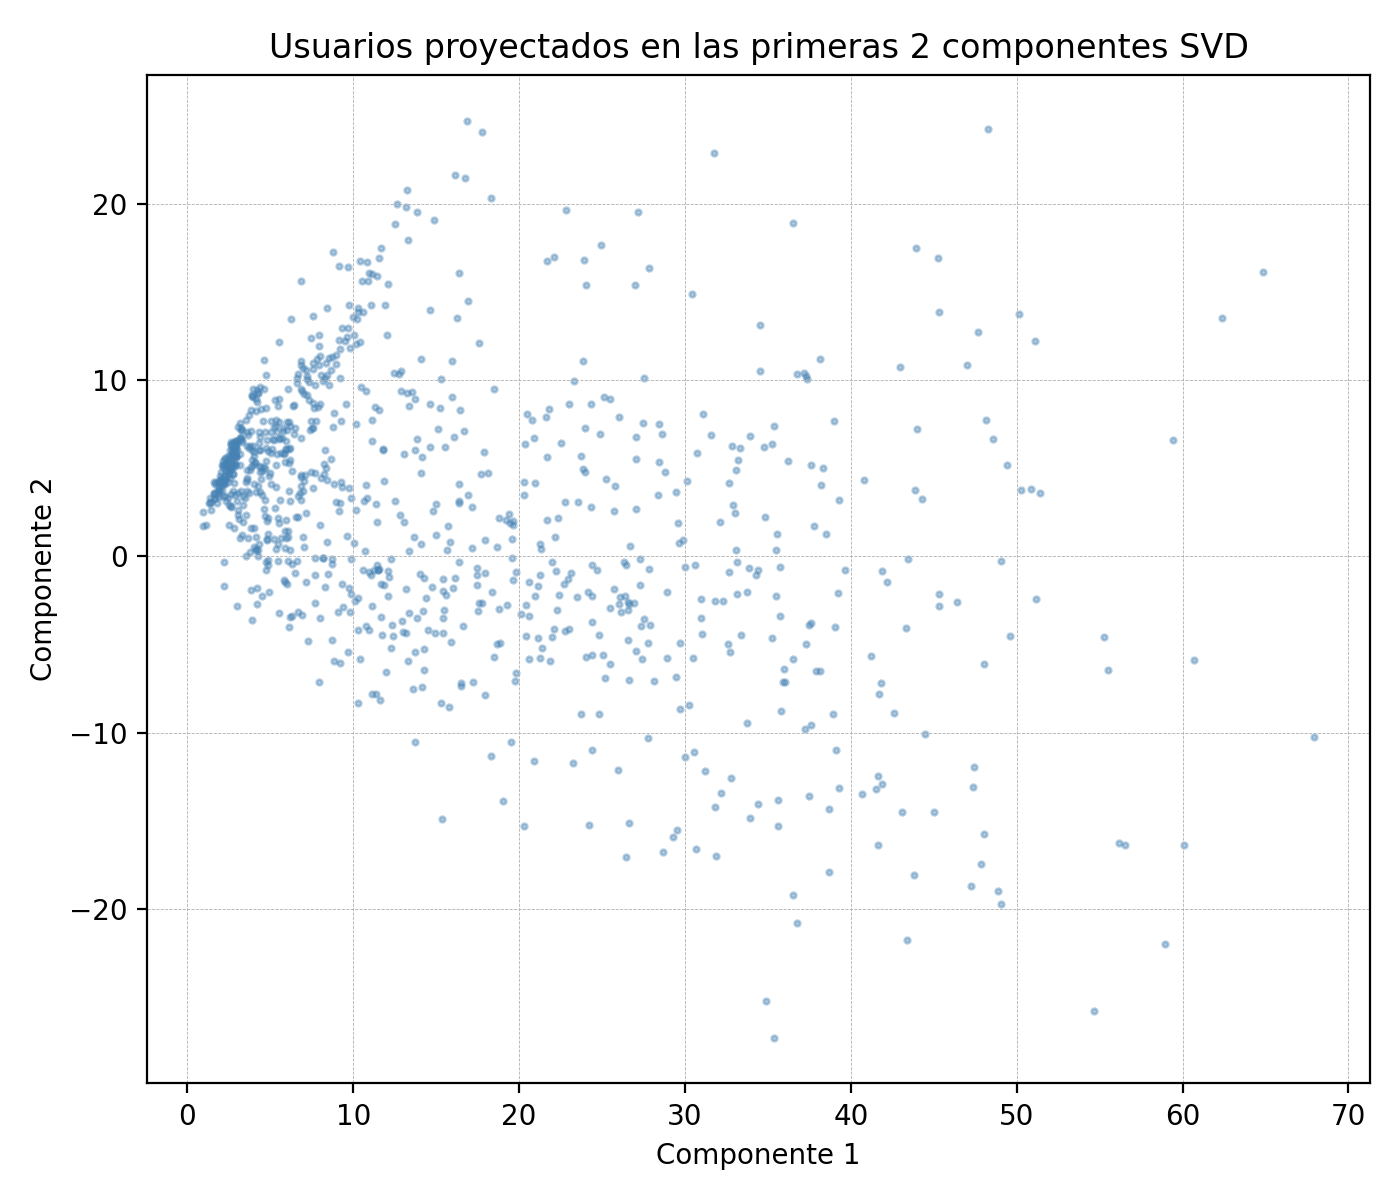 Usuarios proyectados en las primeras 2 componentes SVD
20
10
0
−10
−20
Componente 2
0 10 20 30 40 50 60 70
Componente 1